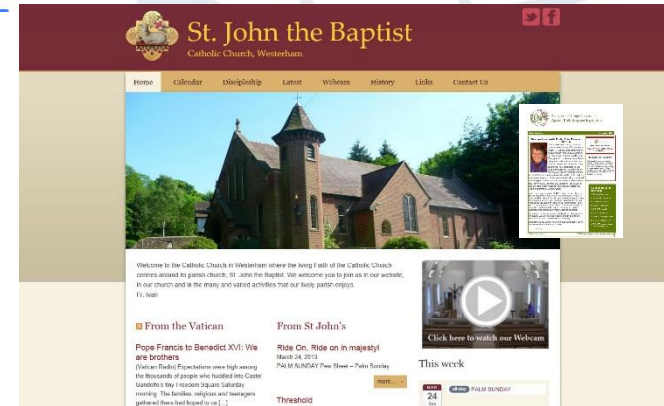 St. John the Baptist
Catholic Church, Westerham
Home Calendar Discipleship Latest Webcam History Links Contact Us
Welcome to the Catholic Church in Westerham where the living Faith of the Catholic Church
centres around its parish church, St. John the Baptist. We welcome you to join us in our website,
in our church and in the many and varied activities that our lively parish enjoys.
Fr. Ivan
Click here to watch our Webcam
From the Vatican
Pope Francis to Benedict XVI: We
are brothers
(Vatican Radio) Expectations were high among
the thousands of people who huddled into Castel
Gandolfo's tiny Freedom Square Saturday
morning. The families, religious and teenagers
gathered there had hoped to ca [...]
From St John's
Ride On, Ride on in majesty!
March 24, 2013
PALM SUNDAY Pew Sheet – Palm Sunday
more...
Threshold
This week
MAR
24
Sun
all-day PALM SUNDAY